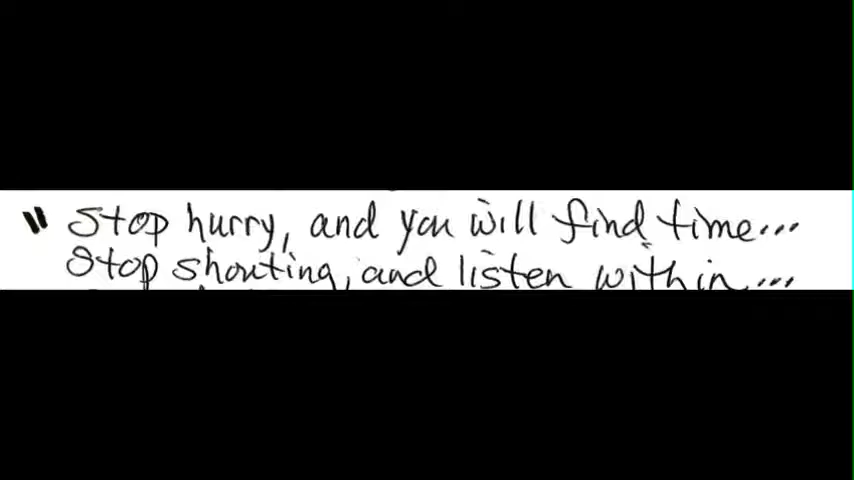 " Stop hurry, and you will find time...
Stop shouting, and listen within...